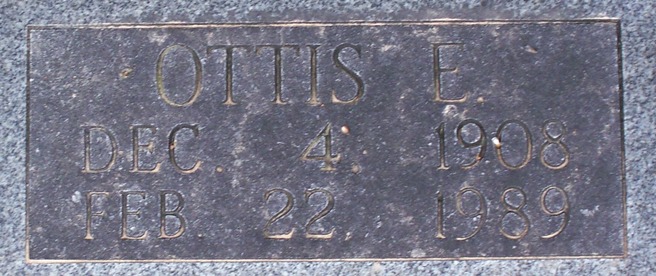 OTTIS E.
DEC. 4, 1908
FEB. 22, 1989